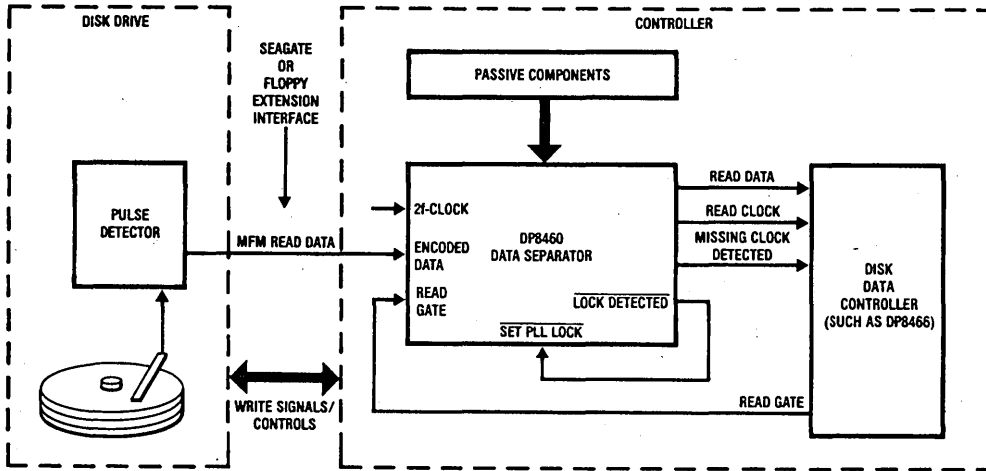 DISK DRIVE
CONTROLLER
SEAGATE
OR
FLOPPY
EXTENSION
INTERFACE
PASSIVE COMPONENTS
PULSE
DETECTOR
MFM READ DATA
2f-CLOCK
ENCODED
DATA
READ
GATE
DP8460
DATA SEPARATOR
LOCK DETECTED
SET PLL LOCK
READ DATA
READ CLOCK
MISSING CLOCK
DETECTED
DISK
DATA
CONTROLLER
(SUCH AS DP8466)
WRITE SIGNALS/
CONTROLS
READ GATE